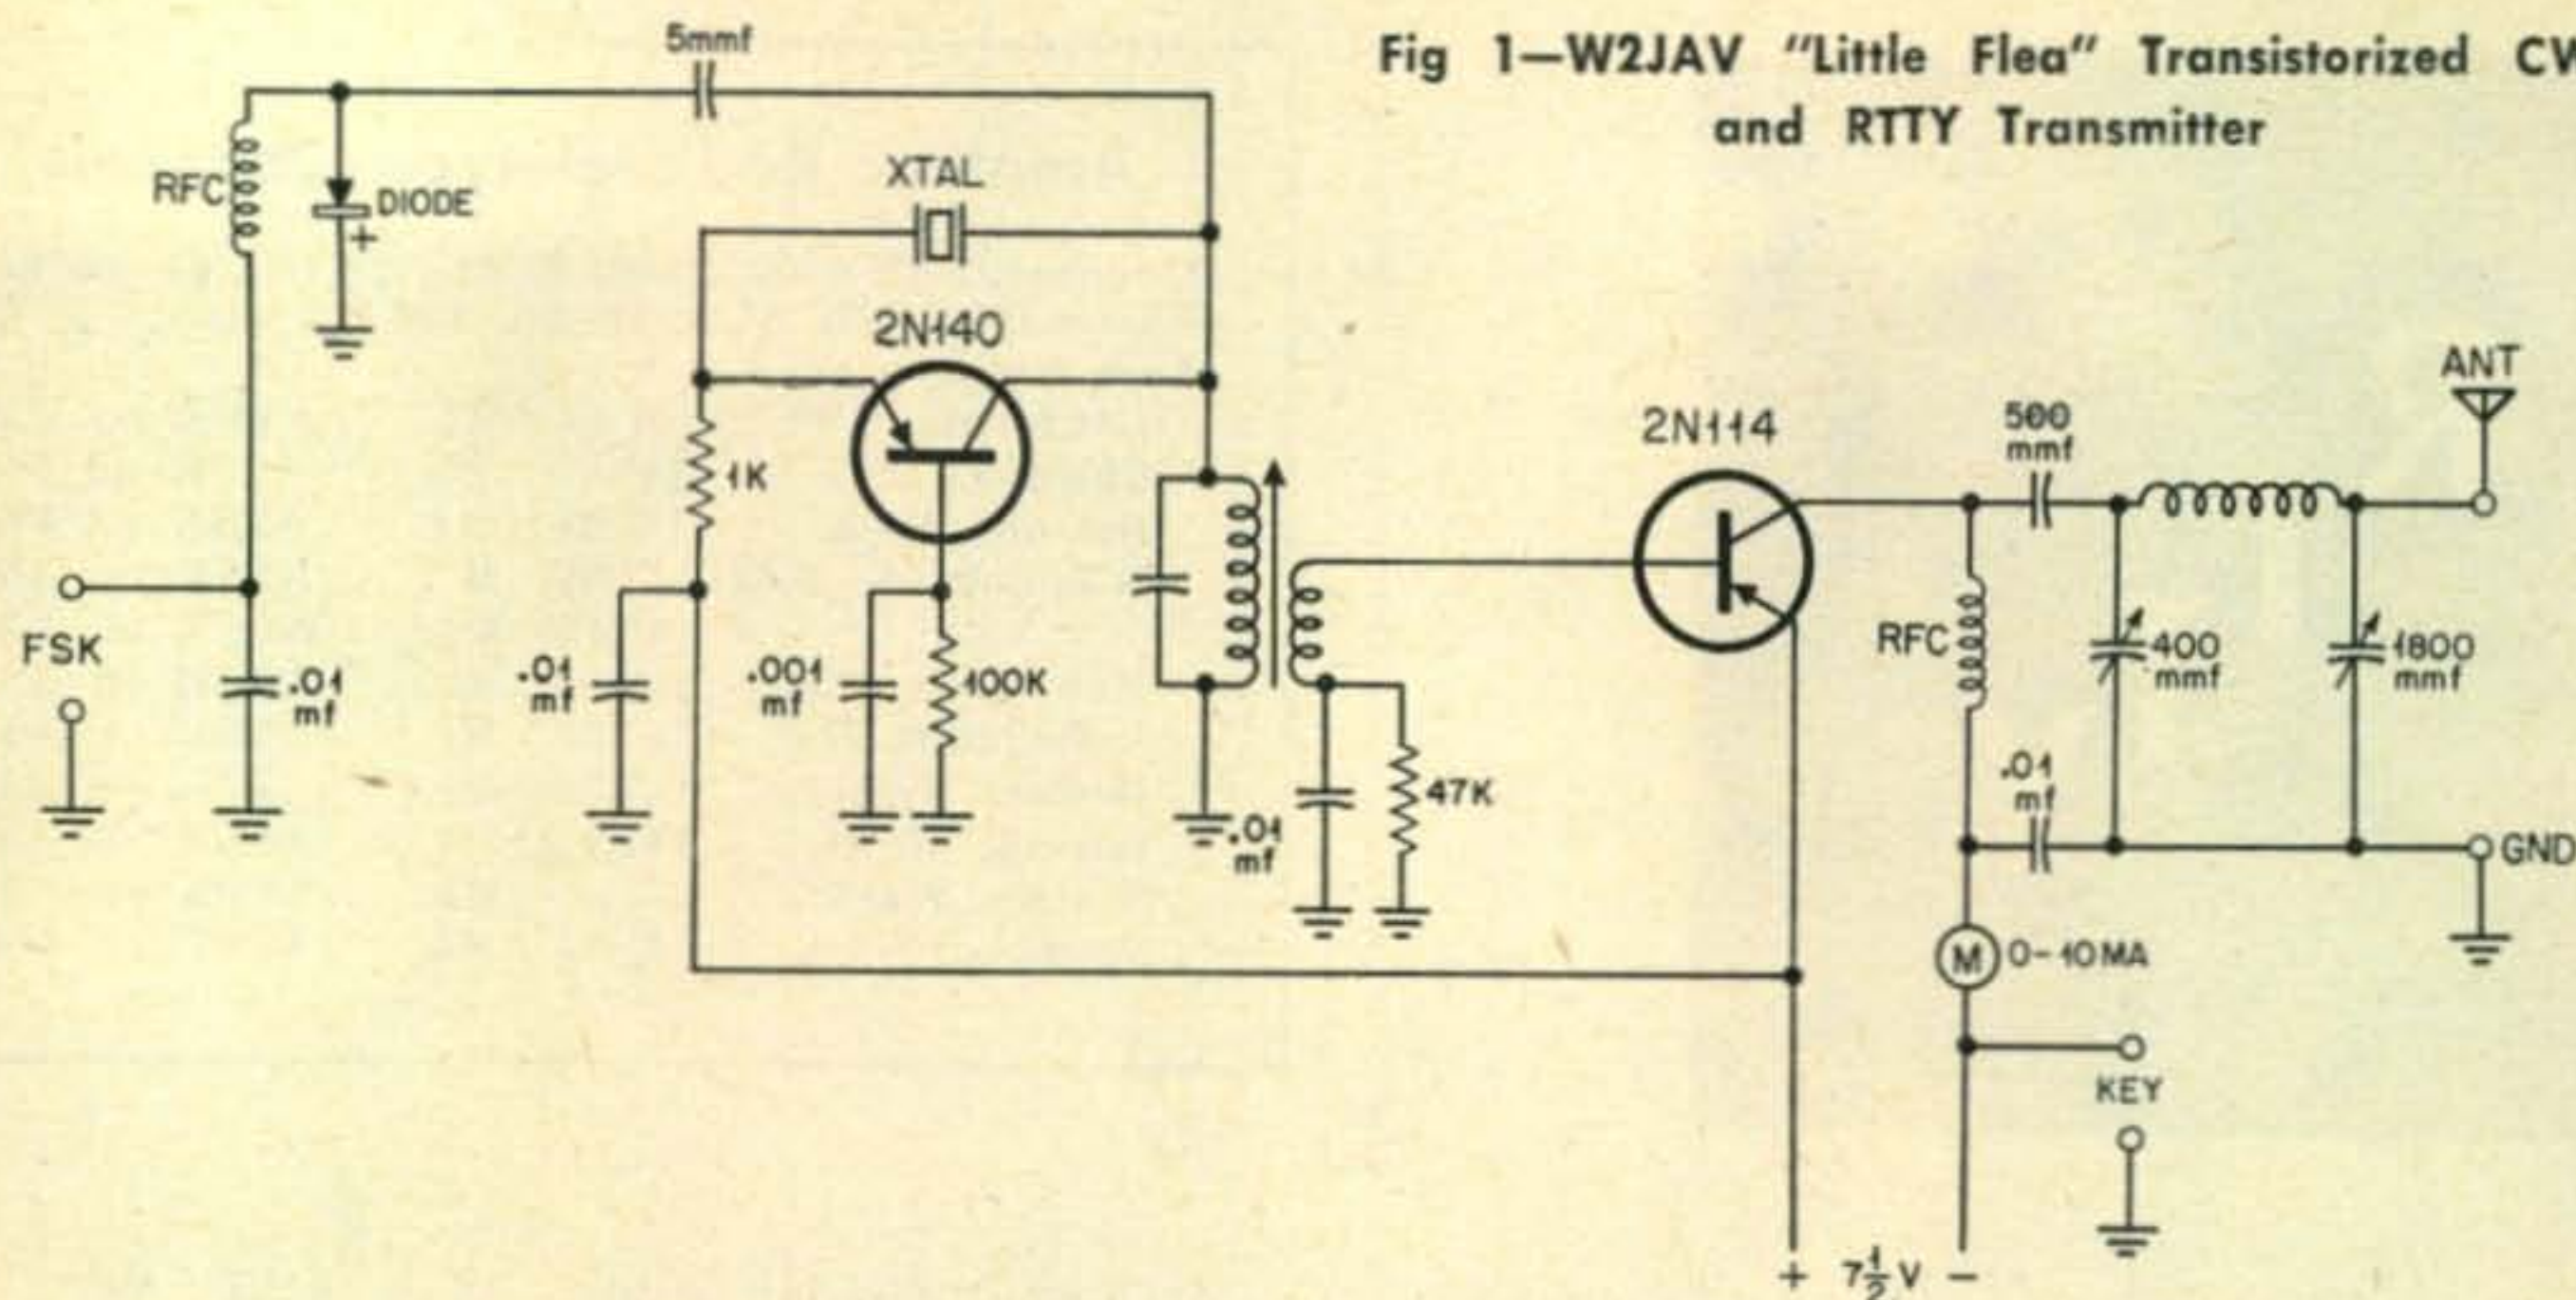 Fig 1—W2JAV "Little Flea" Transistorized CW
and RTTY Transmitter
5mmf
XTAL
RFC
DIODE
+
2N140
1K
2N114
500
mmf
ANT
FSK
.01
mf
.01
mf
.001
mf
100K
RFC
400
mmf
1800
mmf
.01
mf
47K
.01
mf
GND
M 0-10MA
KEY
+ 7½V −